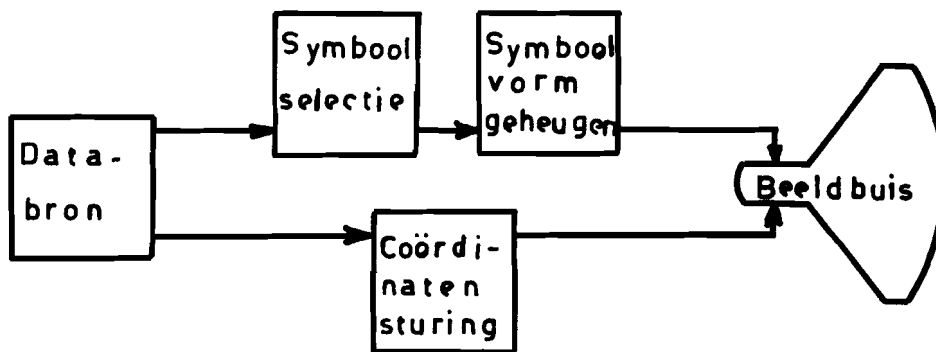 Symbool
selectie
Symbool
vorm
geheugen
Data-
bron
Beeldbuis
Coördi-
naten
sturing